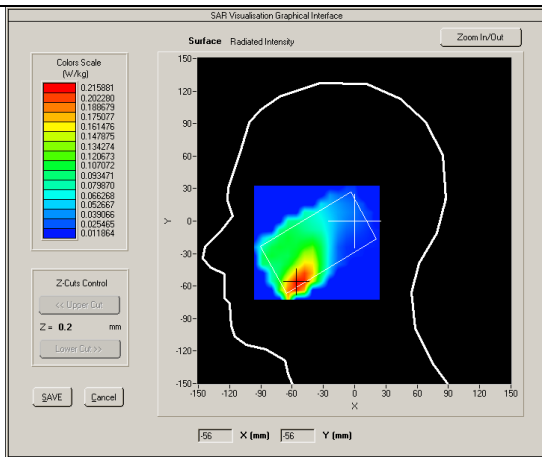 SAR Visualisation Graphical Interface
Surface Radiated Intensity
Zoom In/Out
Colors Scale
(W/kg)
0.215881
0.202280
0.188679
0.175077
0.161476
0.147875
0.134274
0.120673
0.107072
0.093471
0.079870
0.066268
0.052667
0.039066
0.025465
0.011864
Z-Cuts Control
<< Upper Cut
Z = 0.2 mm
Lower Cut >>
SAVE
Cancel
150
120
90
60
30
0
-30
-60
-90
-120
-150
Y
-150 -120 -90 -60 -30 0 30 60 90 120 150
X
-56 X (mm) -56 Y (mm)